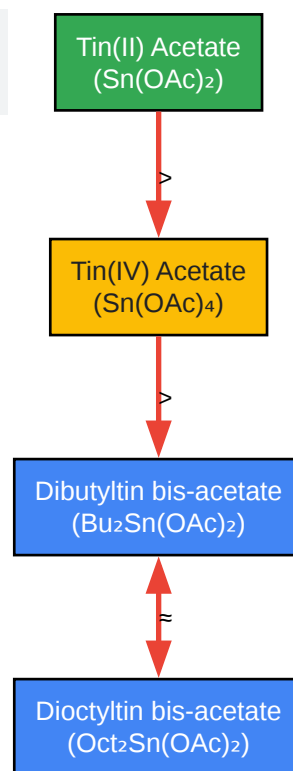 Tin(II) Acetate
(Sn(OAc)₂)
>
Tin(IV) Acetate
(Sn(OAc)₄)
>
Dibutyltin bis-acetate
(Bu₂Sn(OAc)₂)
≈
Dioctyltin bis-acetate
(Oct₂Sn(OAc)₂)